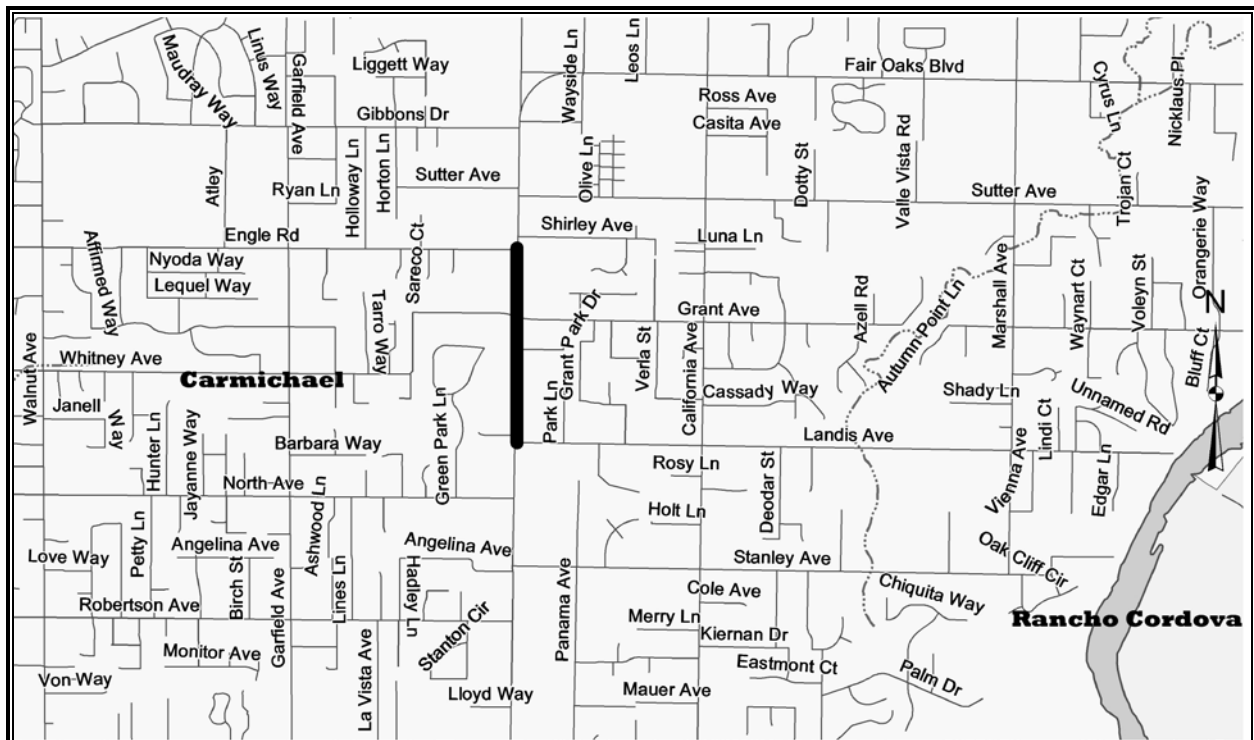 Maudray Way
Linus Way
Garfield Ave
Liggett Way
Wayside Ln
Leos Ln
Fair Oaks Blvd
Cyrus Ln
Nicklaus Pl
Gibbons Dr
Ross Ave
Casita Ave
Atley
Ryan Ln
Holloway Ln
Horton Ln
Sutter Ave
Olive Ln
Dotty St
Valle Vista Rd
Sutter Ave
Trojan Ct
Orangerie Way
Engle Rd
Sareco Ct
Shirley Ave
Luna Ln
Affirmed Way
Nyoda Way
Lequel Way
Tarro Way
Grant Park Dr
Grant Ave
Azell Rd
Autumn Point Ln
Marshall Ave
Waynart Ct
Voleyn St
N
Bluff Ct
Walnut Ave
Whitney Ave
Carmichael
Verla St
California Ave
Cassady Way
Shady Ln
Unnamed Rd
Janell Way
Hunter Ln
Jayanne Way
Barbara Way
Green Park Ln
Park Ln
Landis Ave
Lindi Ct
Vienna Ave
Edgar Ln
North Ave
Rosy Ln
Deodar St
Holt Ln
Petty Ln
Love Way
Angelina Ave
Ashwood Ln
Angelina Ave
Stanley Ave
Oak Cliff Cir
Birch St
Garfield Ave
Lines Ln
Hadley Ln
Panama Ave
Cole Ave
Chiquita Way
Robertson Ave
Stanton Cir
Merry Ln
Kiernan Dr
Rancho Cordova
Monitor Ave
Eastmont Ct
Palm Dr
Von Way
La Vista Ave
Lloyd Way
Mauer Ave